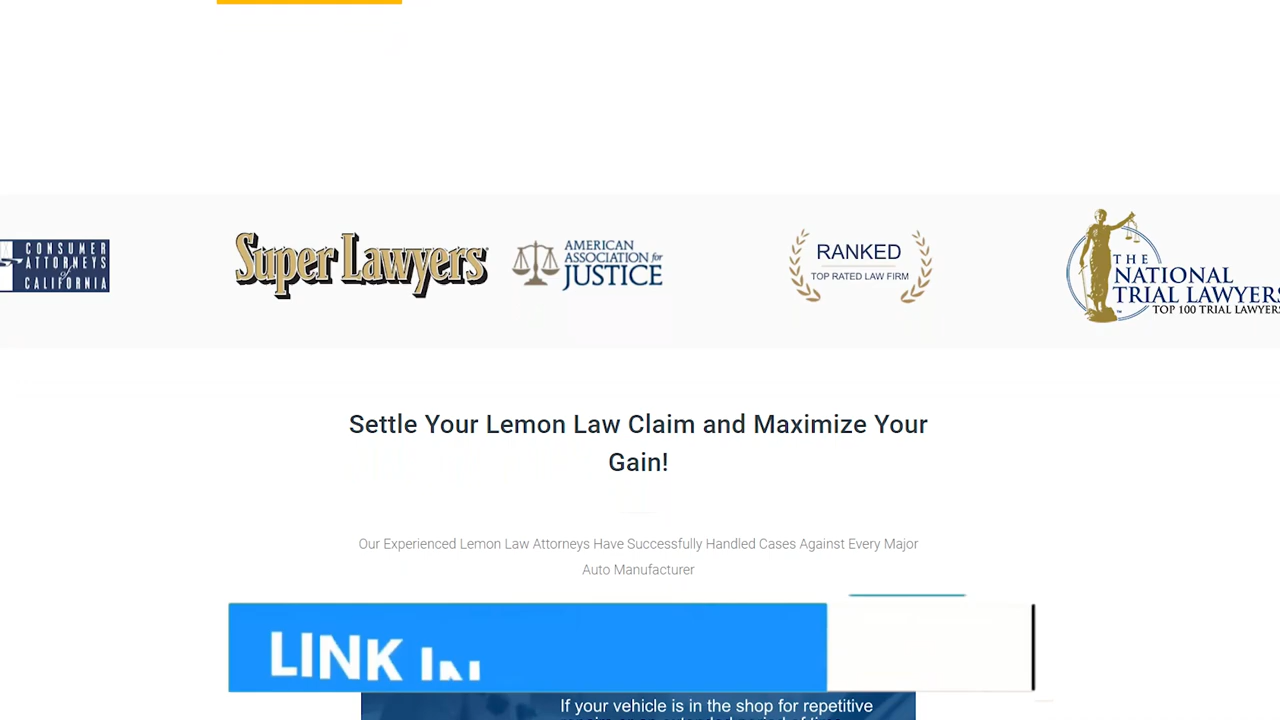 CONSUMER
ATTORNEYS
of
CALIFORNIA
Super Lawyers
AMERICAN
ASSOCIATION for
JUSTICE
RANKED
TOP RATED LAW FIRM
THE
NATIONAL
TRIAL LAWYERS
TOP 100 TRIAL LAWYERS
Settle Your Lemon Law Claim and Maximize Your
Gain!
Our Experienced Lemon Law Attorneys Have Successfully Handled Cases Against Every Major
Auto Manufacturer
LINK IN
If your vehicle is in the shop for repetitive